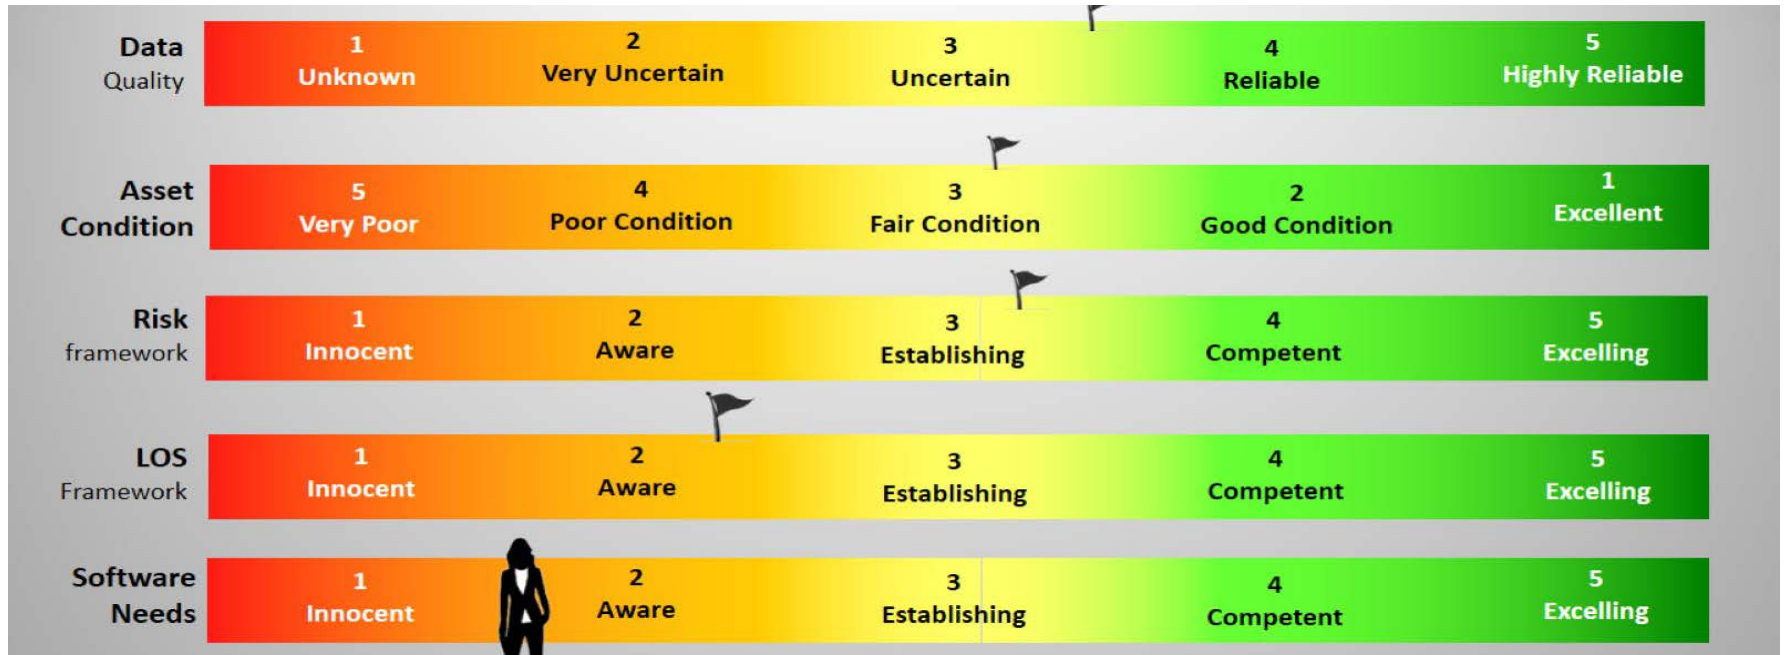 Data
Quality
1
Unknown
2
Very Uncertain
3
Uncertain
4
Reliable
5
Highly Reliable
Asset
Condition
5
Very Poor
4
Poor Condition
3
Fair Condition
2
Good Condition
1
Excellent
Risk
framework
1
Innocent
2
Aware
3
Establishing
4
Competent
5
Excelling
LOS
Framework
1
Innocent
2
Aware
3
Establishing
4
Competent
5
Excelling
Software
Needs
1
Innocent
2
Aware
3
Establishing
4
Competent
5
Excelling